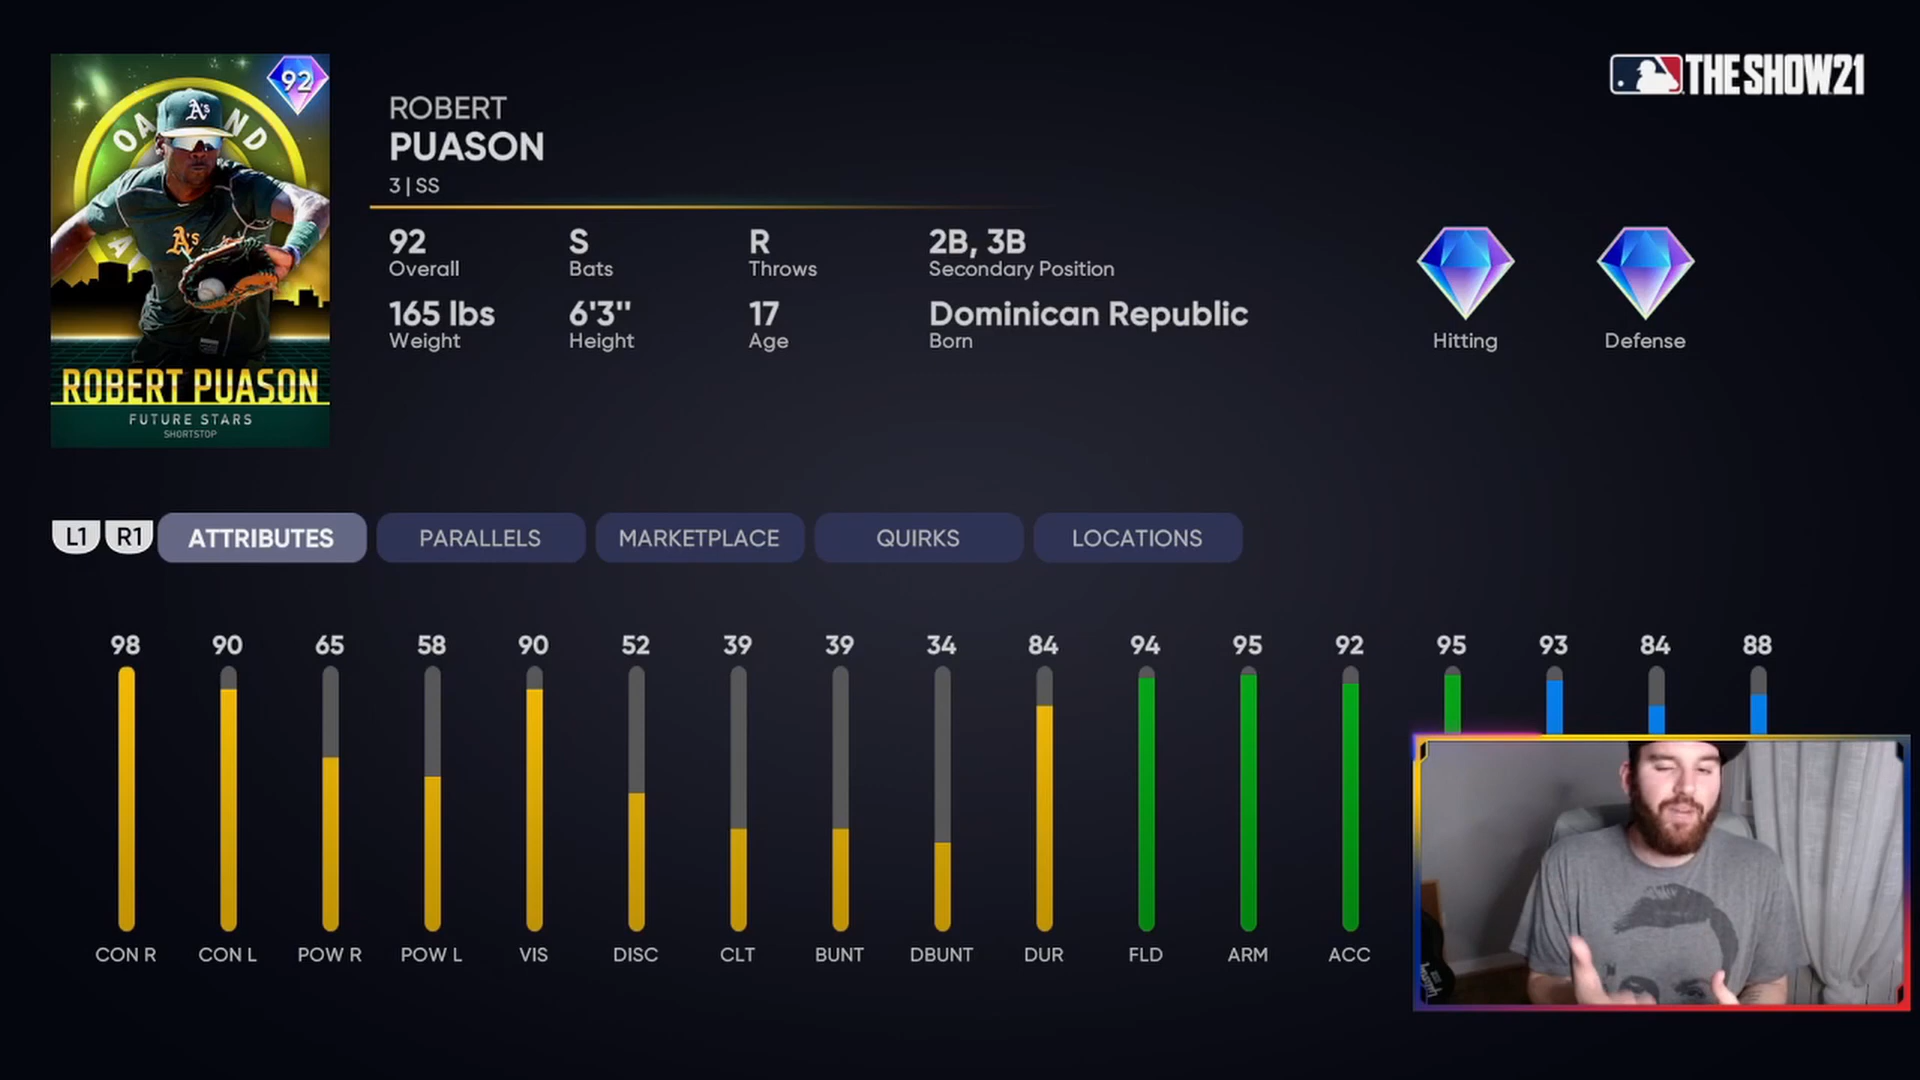 92
OAKLAND
A's
A's
ROBERT PUASON
FUTURE STARS
SHORTSTOP
ROBERT
PUASON
3 | SS
THE SHOW 21
92
Overall
S
Bats
R
Throws
2B, 3B
Secondary Position
165 lbs
Weight
6'3''
Height
17
Age
Dominican Republic
Born
Hitting
Defense
L1 R1 ATTRIBUTES PARALLELS MARKETPLACE QUIRKS LOCATIONS
98 90 65 58 90 52 39 39 34 84 94 95 92 95 93 84 88
CON R CON L POW R POW L VIS DISC CLT BUNT DBUNT DUR FLD ARM ACC